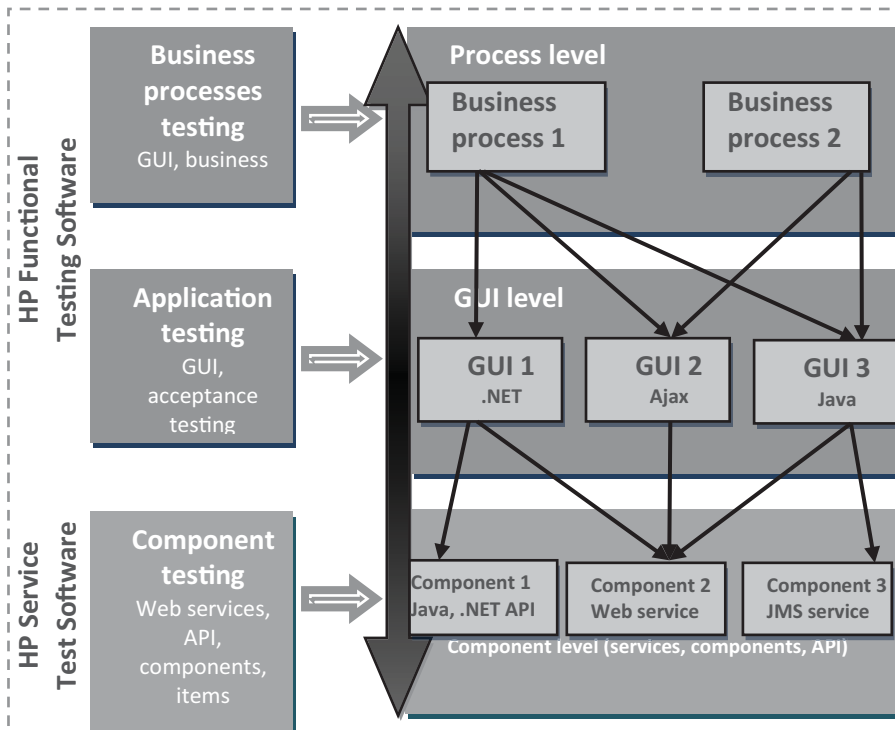 HP Functional
Testing Software
Business
processes
testing
GUI, business
Process level
Business
process 1
Business
process 2
Application
testing
GUI,
acceptance
testing
GUI level
GUI 1
.NET
GUI 2
Ajax
GUI 3
Java
HP Service
Test Software
Component
testing
Web services,
API,
components,
items
Component 1
Java, .NET API
Component 2
Web service
Component 3
JMS service
Component level (services, components, API)